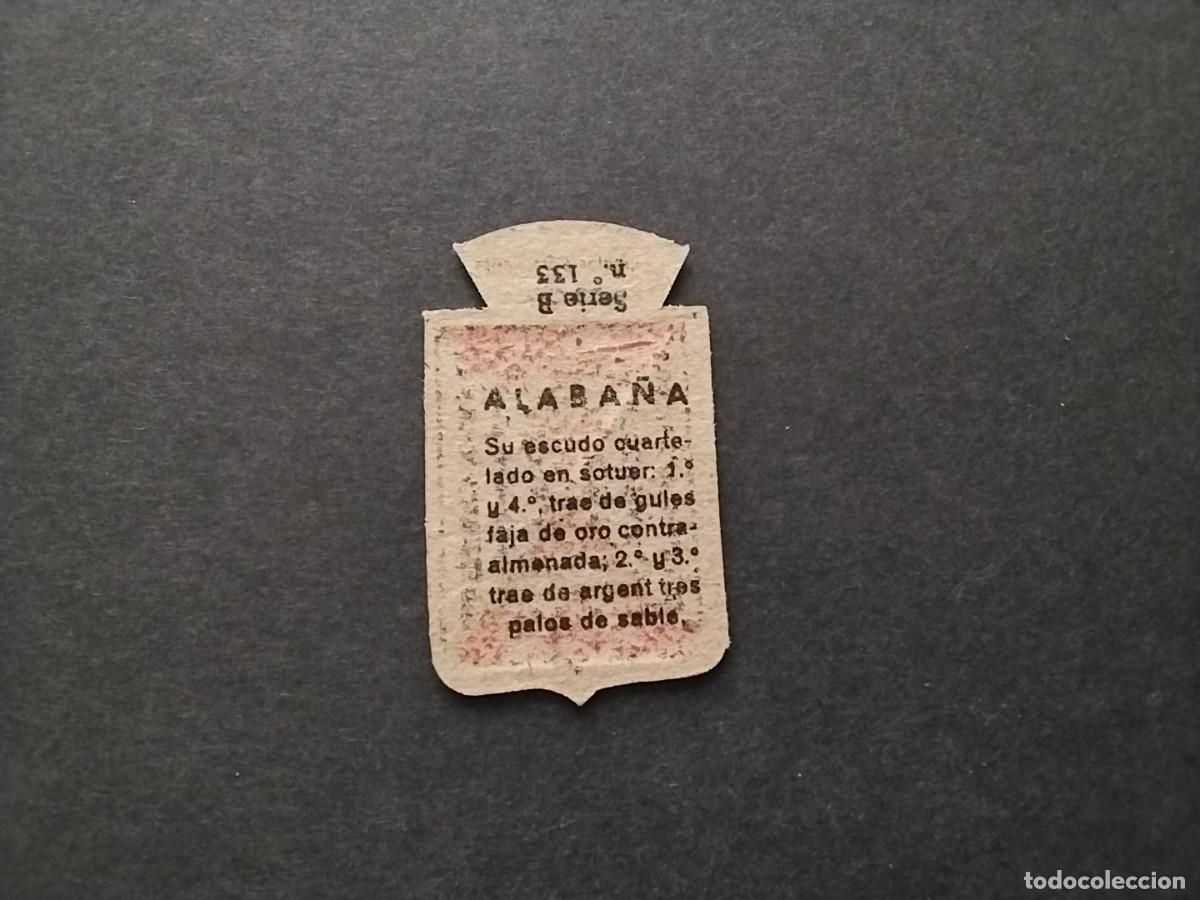 Serie B
n.° 133
ALABAÑA
Su escudo cuarte-
lado en sotuer: 1.°
y 4.°, trae de gules
faja de oro contra-
almenada; 2.° y 3.°
trae de argent tres
palos de sable.
todocoleccion